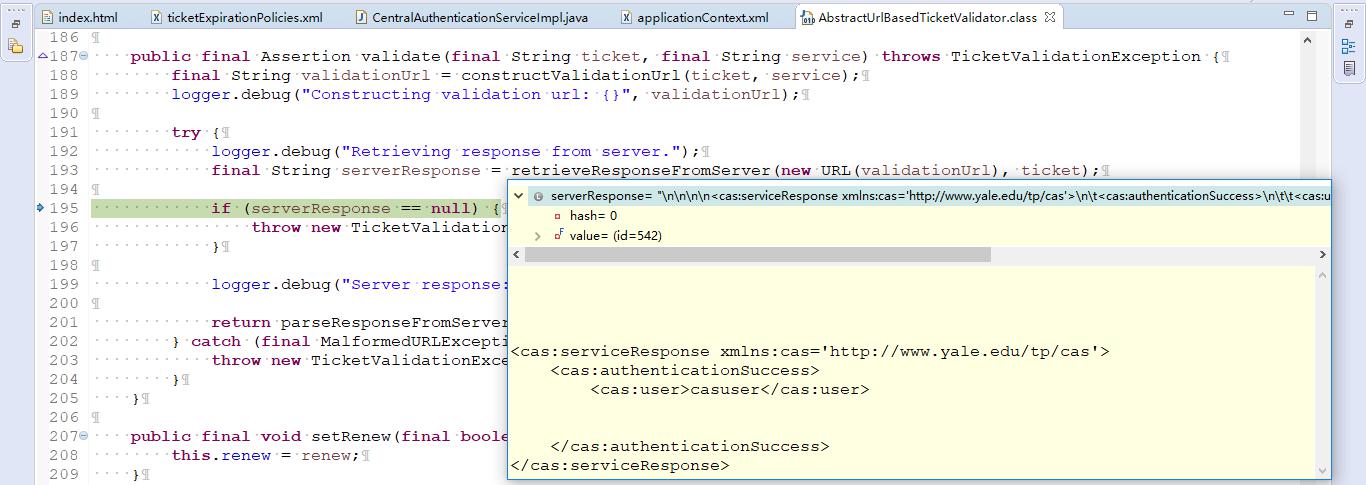 index.html ticketExpirationPolicies.xml CentralAuthenticationServiceImpl.java applicationContext.xml AbstractUrlBasedTicketValidator.class
186
187 public final Assertion validate(final String ticket, final String service) throws TicketValidationException {
188 final String validationUrl = constructValidationUrl(ticket, service);
189 logger.debug("Constructing validation url: {}", validationUrl);
190
191 try {
192 logger.debug("Retrieving response from server.");
193 final String serverResponse = retrieveResponseFromServer(new URL(validationUrl), ticket);
194
195 if (serverResponse == null) {
196 throw new TicketValidation
197 }
198
199 logger.debug("Server response:
200
201 return parseResponseFromServer
202 } catch (final MalformedURLExcepti
203 throw new TicketValidationExce
204 }
205 }
206
207 public final void setRenew(final boole
208 this.renew = renew;
209 }
serverResponse= "\n\n\n\n<cas:serviceResponse xmlns:cas='http://www.yale.edu/tp/cas'>\n\t<cas:authenticationSuccess>\n\t\t<cas:u
hash= 0
value= (id=542)
<cas:serviceResponse xmlns:cas='http://www.yale.edu/tp/cas'>
<cas:authenticationSuccess>
<cas:user>casuser</cas:user>
</cas:authenticationSuccess>
</cas:serviceResponse>